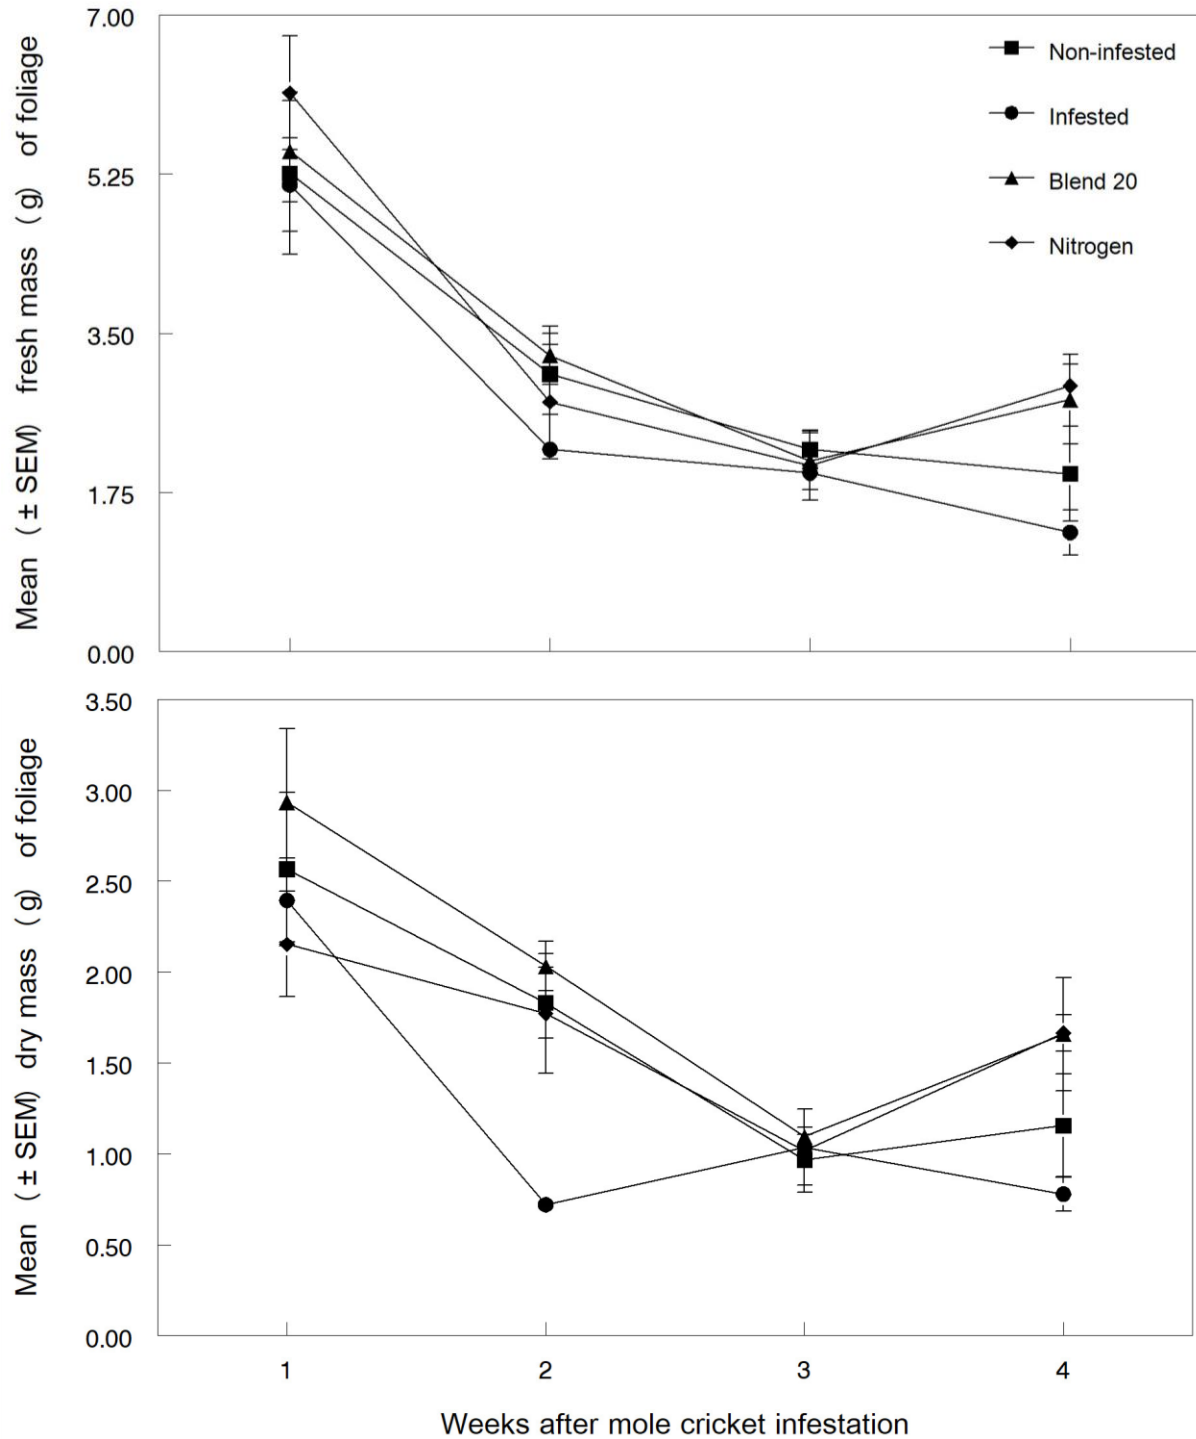 Mean (± SEM) fresh mass (g) of foliage
7.00
5.25
3.50
1.75
0.00
Non-infested
Infested
Blend 20
Nitrogen
Mean (± SEM) dry mass (g) of foliage
3.50
3.00
2.50
2.00
1.50
1.00
0.50
0.00
1 2 3 4
Weeks after mole cricket infestation